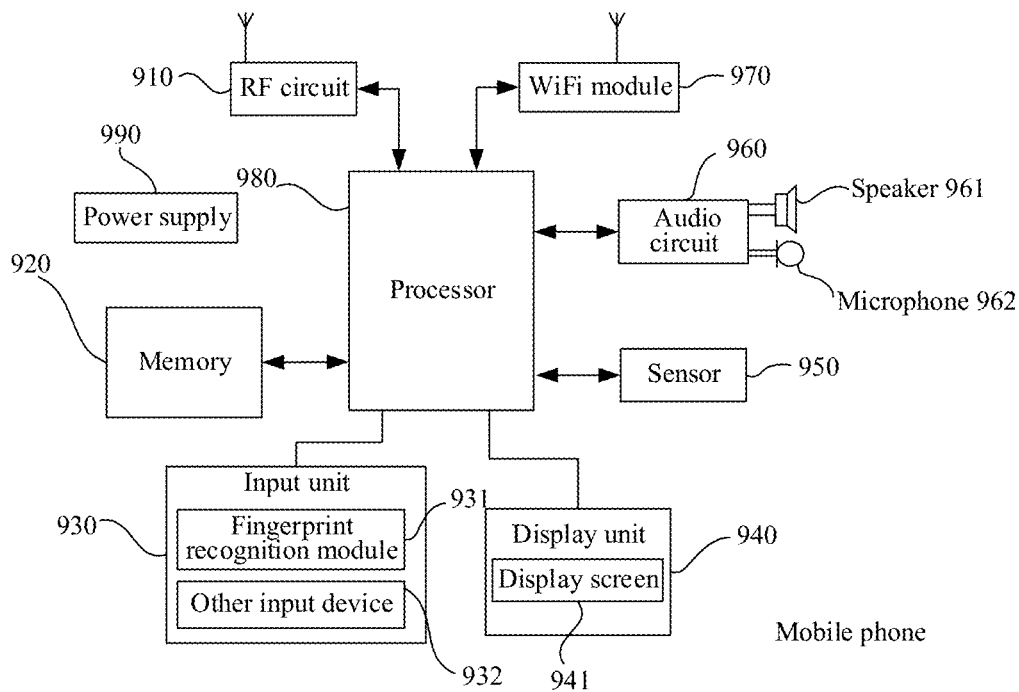 910
RF circuit
WiFi module
970
990
Power supply
980
960
Audio
circuit
Speaker 961
Microphone 962
920
Memory
Processor
Sensor
950
Input unit
930
Fingerprint
recognition module
931
Other input device
932
Display unit
940
Display screen
941
Mobile phone